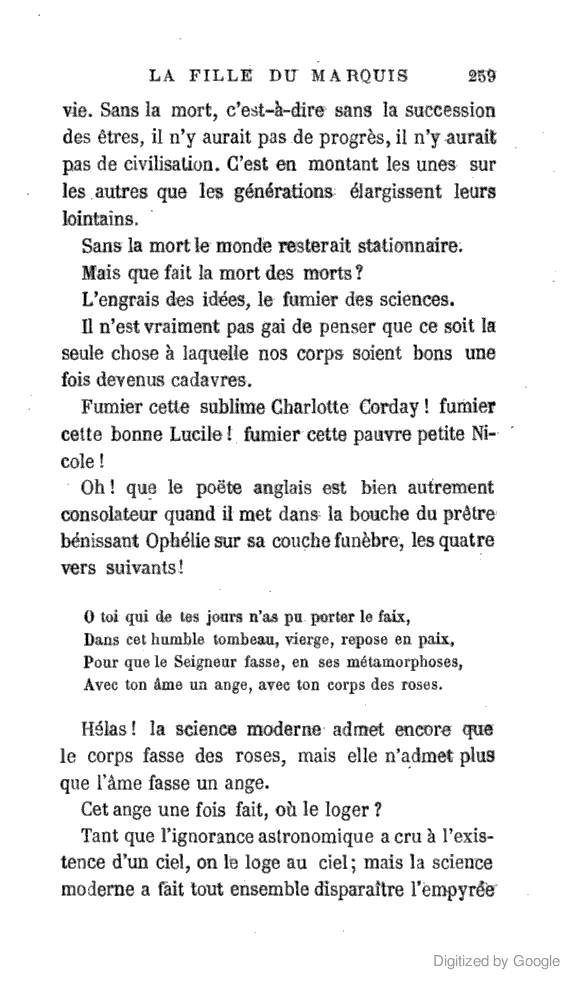 LA FILLE DU MARQUIS 259
vie. Sans la mort, c'est-à-dire sans la succession
des êtres, il n'y aurait pas de progrès, il n'y aurait
pas de civilisation. C'est en montant les unes sur
les autres que les générations élargissent leurs
lointains.
Sans la mort le monde resterait stationnaire.
Mais que fait la mort des morts ?
L'engrais des idées, le fumier des sciences.
Il n'est vraiment pas gai de penser que ce soit la
seule chose à laquelle nos corps soient bons une
fois devenus cadavres.
Fumier cette sublime Charlotte Corday ! fumier
cette bonne Lucile ! fumier cette pauvre petite Ni-
cole !
Oh ! que le poëte anglais est bien autrement
consolateur quand il met dans la bouche du prêtre
bénissant Ophélie sur sa couche funèbre, les quatre
vers suivants !
O toi qui de tes jours n'as pu porter le faix,
Dans cet humble tombeau, vierge, repose en paix,
Pour que le Seigneur fasse, en ses métamorphoses,
Avec ton âme un ange, avec ton corps des roses.
Hélas ! la science moderne admet encore que
le corps fasse des roses, mais elle n'admet plus
que l'âme fasse un ange.
Cet ange une fois fait, où le loger ?
Tant que l'ignorance astronomique a cru à l'exis-
tence d'un ciel, on le loge au ciel ; mais la science
moderne a fait tout ensemble disparaître l'empyrée
Digitized by Google